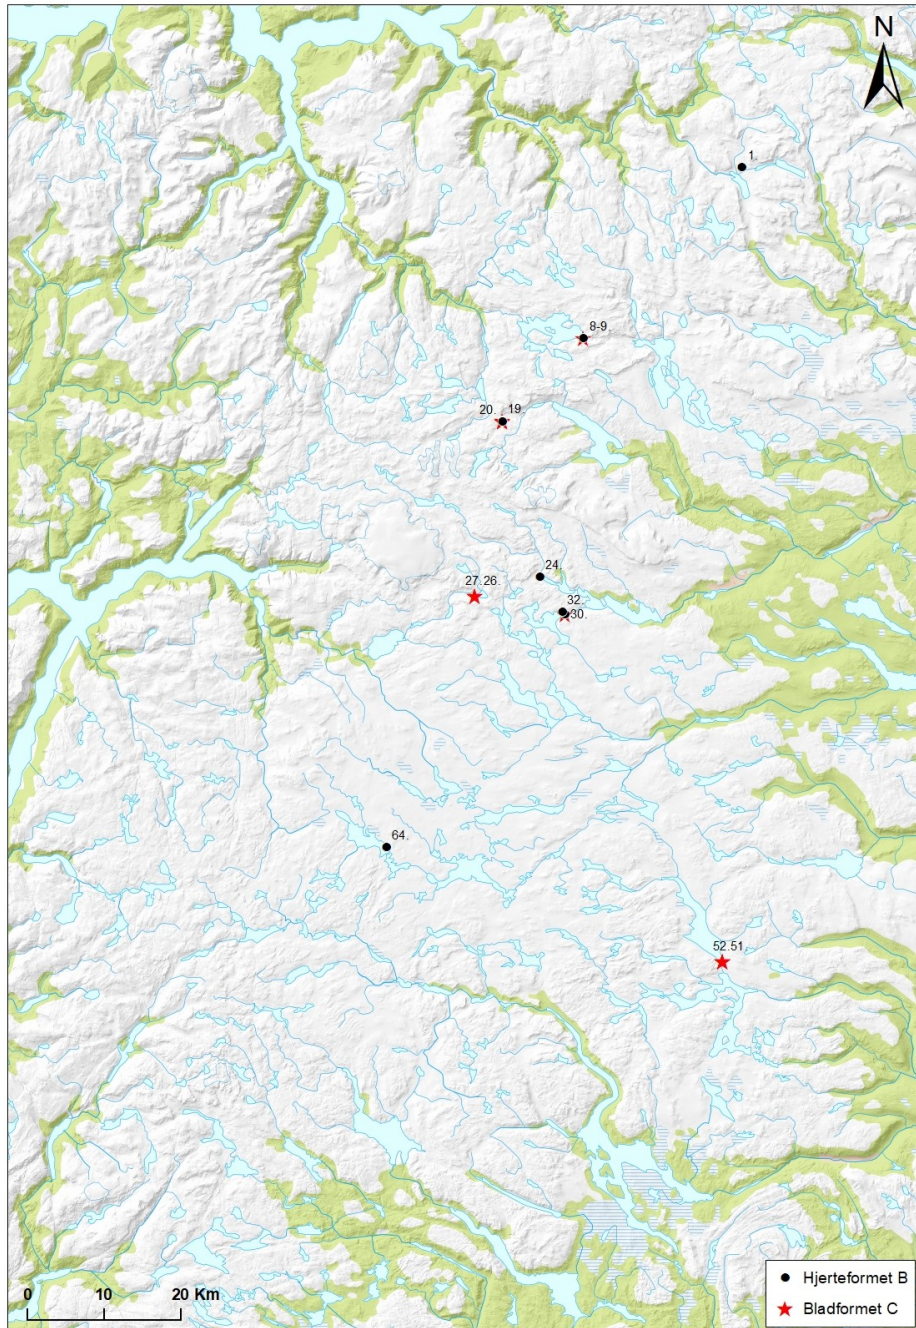 N
1.
8-9.
20. 19.
24.
27.26.
32.
30.
64.
52.51.
0 10 20 Km
Hjerteformet B
Bladformet C